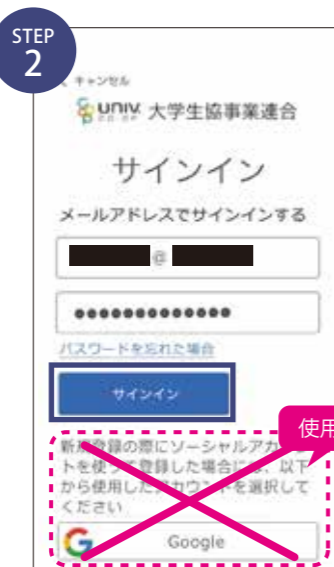 STEP
2
キャンセル
univ. 大学生協事業連合
CO-OP
サインイン
メールアドレスでサインインする
@
パスワードを忘れた場合
サインイン
使用
新規登録の際にソーシャルアカ
トを使って登録した場合には、以下
から使用したアカウントを選択して
ください
Google